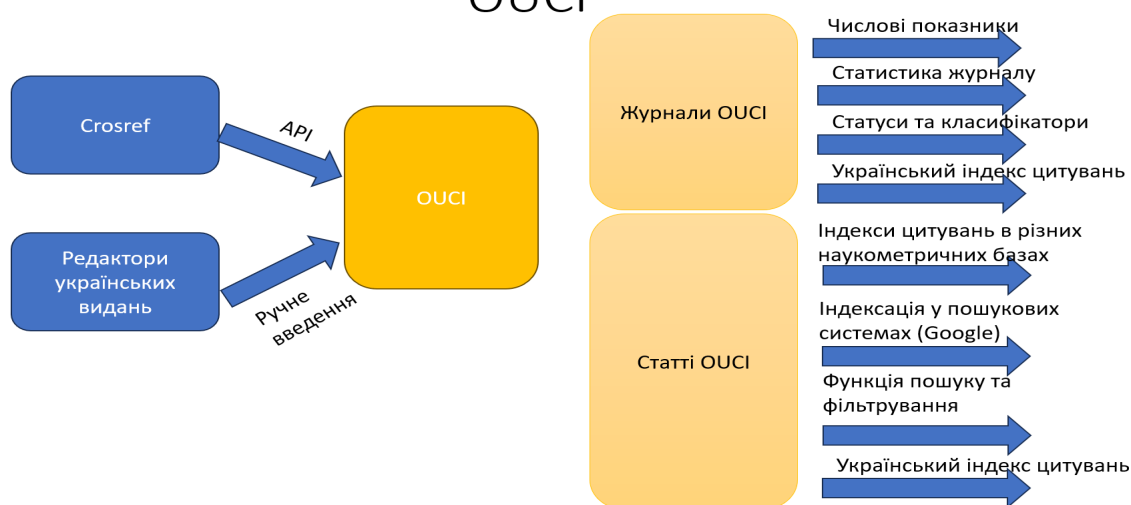 OUCI
Crosref
API
OUCI
Редактори
українських
видань
Ручне
введення
Журнали OUCI
Числові показники
Статистика журналу
Статуси та класифікатори
Український індекс цитувань
Статті OUCI
Індекси цитувань в різних
наукометричних базах
Індексація у пошукових
системах (Google)
Функція пошуку та
фільтрування
Український індекс цитувань